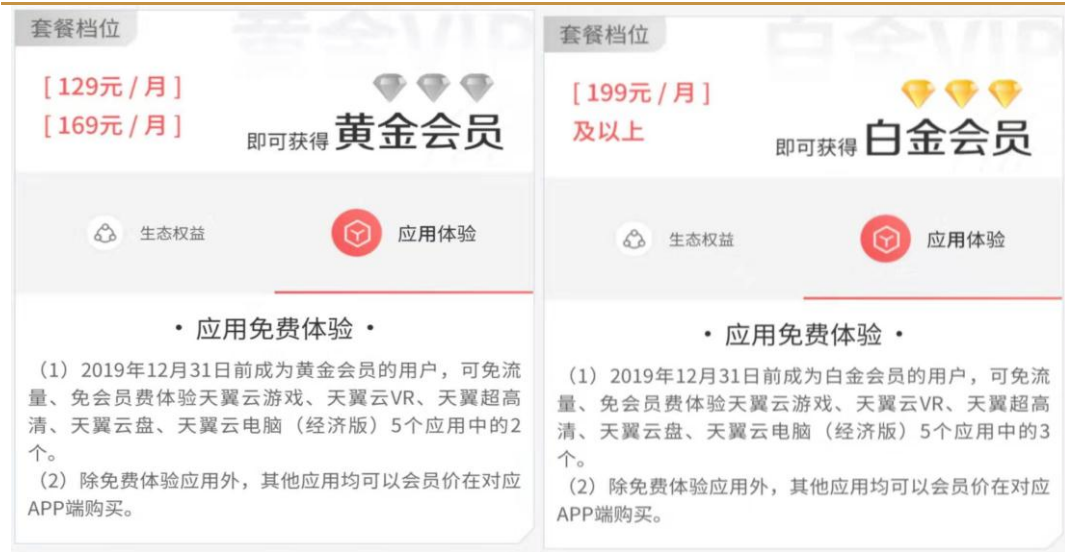 套餐档位
[ 129元 / 月 ]
[ 169元 / 月 ]
即可获得 黄金会员
生态权益
应用体验
· 应用免费体验 ·
（1）2019年12月31日前成为黄金会员的用户，可免流
量、免会员费体验天翼云游戏、天翼云VR、天翼超高
清、天翼云盘、天翼云电脑（经济版）5个应用中的2
个。
（2）除免费体验应用外，其他应用均可以会员价在对应
APP端购买。
套餐档位
白金VIP
[ 199元 / 月 ]
及以上
即可获得 白金会员
生态权益
应用体验
· 应用免费体验 ·
（1）2019年12月31日前成为白金会员的用户，可免流
量、免会员费体验天翼云游戏、天翼云VR、天翼超高
清、天翼云盘、天翼云电脑（经济版）5个应用中的3
个。
（2）除免费体验应用外，其他应用均可以会员价在对应
APP端购买。